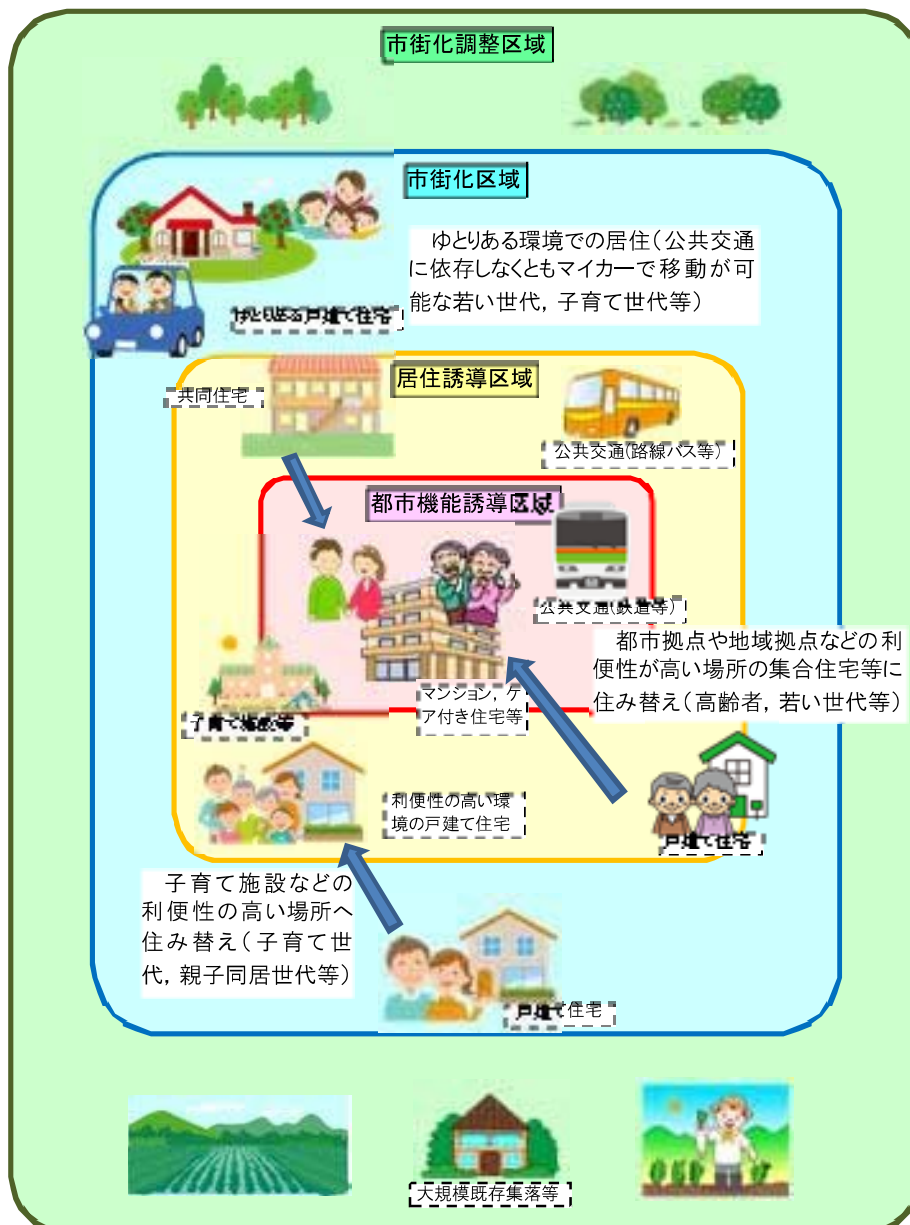 市街化調整区域
市街化区域
ゆとりある環境での居住（公共交通
に依存しなくともマイカーで移動が可
能な若い世代，子育て世代等）
ゆとりある戸建て住宅
居住誘導区域
共同住宅
公共交通(路線バス等)
都市機能誘導区域
公共交通(鉄道等)
都市拠点や地域拠点などの利
便性が高い場所の集合住宅等に
住み替え（高齢者，若い世代等）
マンション，ケ
ア付き住宅等
子育て施設等
利便性の高い環
境の戸建て住宅
戸建て住宅
子育て施設などの
利便性の高い場所へ
住み替え（子育て世
代，親子同居世代等）
戸建て住宅
大規模既存集落等